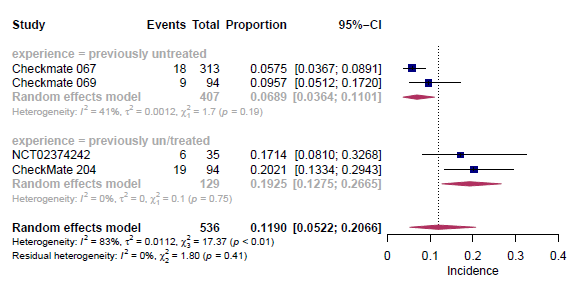 Study Events Total Proportion 95%−CI
experience = previously untreated
Checkmate 067 18 313 0.0575 [0.0367; 0.0891]
Checkmate 069 9 94 0.0957 [0.0512; 0.1720]
Random effects model 407 0.0689 [0.0364; 0.1101]
Heterogeneity: I² = 41%, τ² = 0.0012, χ²₁ = 1.7 (p = 0.19)
experience = previously un/treated
NCT02374242 6 35 0.1714 [0.0810; 0.3268]
CheckMate 204 19 94 0.2021 [0.1334; 0.2943]
Random effects model 129 0.1925 [0.1275; 0.2665]
Heterogeneity: I² = 0%, τ² = 0, χ²₁ = 0.1 (p = 0.75)
Random effects model 536 0.1190 [0.0522; 0.2066]
Heterogeneity: I² = 83%, τ² = 0.0112, χ²₃ = 17.37 (p < 0.01)
Residual heterogeneity: I² = 0%, χ²₂ = 1.80 (p = 0.41)
0 0.1 0.2 0.3 0.4
Incidence